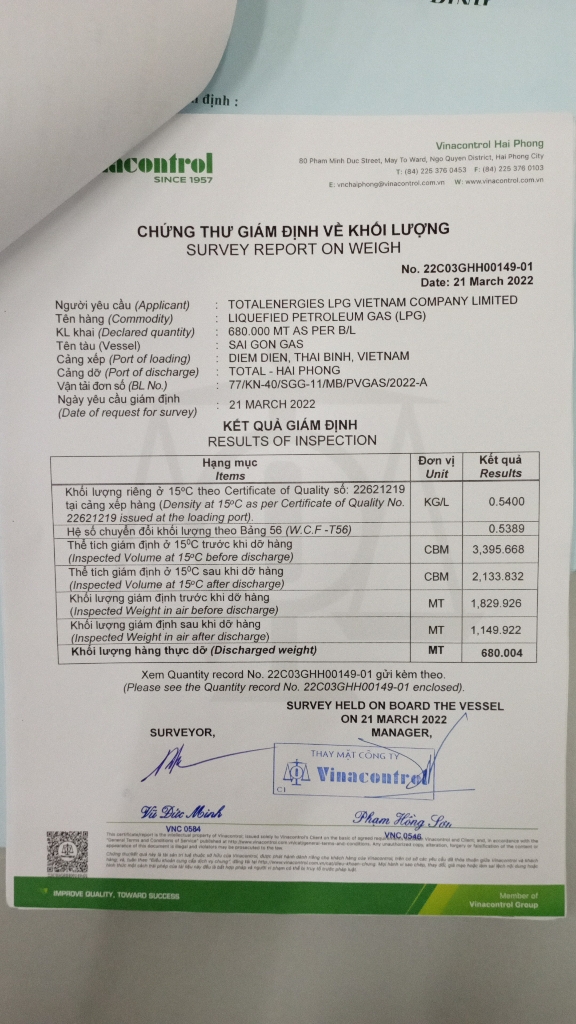 định :
nacontrol
SINCE 1957
Vinacontrol Hai Phong
80 Pham Minh Duc Street, May To Ward, Ngo Quyen District, Hai Phong City
T: (84) 225 376 0453 F: (84) 225 376 0103
E: vnchaiphong@vinacontrol.com.vn W: www.vinacontrol.com.vn
CHỨNG THƯ GIÁM ĐỊNH VỀ KHỐI LƯỢNG
SURVEY REPORT ON WEIGH
No. 22C03GHH00149-01
Date: 21 March 2022
Người yêu cầu (Applicant) : TOTALENERGIES LPG VIETNAM COMPANY LIMITED
Tên hàng (Commodity) : LIQUEFIED PETROLEUM GAS (LPG)
KL khai (Declared quantity) : 680.000 MT AS PER B/L
Tên tàu (Vessel) : SAI GON GAS
Cảng xếp (Port of loading) : DIEM DIEN, THAI BINH, VIETNAM
Cảng dỡ (Port of discharge) : TOTAL - HAI PHONG
Vận tải đơn số (BL No.) : 77/KN-40/SGG-11/MB/PVGAS/2022-A
Ngày yêu cầu giám định
(Date of request for survey) : 21 MARCH 2022
KẾT QUẢ GIÁM ĐỊNH
RESULTS OF INSPECTION
Hạng mục Đơn vị Kết quả
Items Unit Results
Khối lượng riêng ở 15ºC theo Certificate of Quality số: 22621219
tại cảng xếp hàng (Density at 15ºC as per Certificate of Quality No. KG/L 0.5400
22621219 issued at the loading port).
Hệ số chuyển đổi khối lượng theo Bảng 56 (W.C.F -T56) 0.5389
Thể tích giám định ở 15ºC trước khi dỡ hàng
(Inspected Volume at 15ºC before discharge) CBM 3,395.668
Thể tích giám định ở 15ºC sau khi dỡ hàng
(Inspected Volume at 15ºC after discharge) CBM 2,133.832
Khối lượng giám định trước khi dỡ hàng
(Inspected Weight in air before discharge) MT 1,829.926
Khối lượng giám định sau khi dỡ hàng
(Inspected Weight in air after discharge) MT 1,149.922
Khối lượng hàng thực dỡ (Discharged weight) MT 680.004
Xem Quantity record No. 22C03GHH00149-01 gửi kèm theo.
(Please see the Quantity record No. 22C03GHH00149-01 enclosed).
SURVEY HELD ON BOARD THE VESSEL
ON 21 MARCH 2022
SURVEYOR, MANAGER,
THAY MẶT CÔNG TY
Vinacontrol
C1
Vũ Đức Minh Phạm Hồng Sơn
VNC 0584 VNC 0546
IMPROVE QUALITY, TOWARD SUCCESS
Member of
Vinacontrol Group